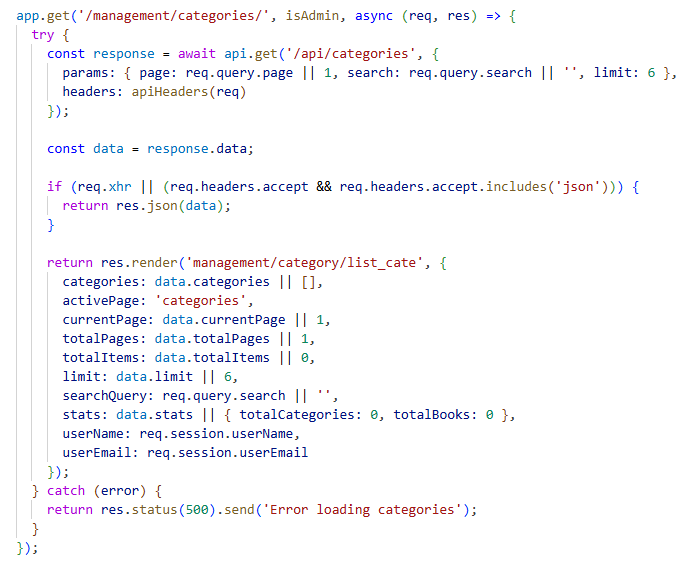 app.get('/management/categories/', isAdmin, async (req, res) => {
  try {
    const response = await api.get('/api/categories', {
      params: { page: req.query.page || 1, search: req.query.search || '', limit: 6 },
      headers: apiHeaders(req)
    });

    const data = response.data;

    if (req.xhr || (req.headers.accept && req.headers.accept.includes('json'))) {
      return res.json(data);
    }

    return res.render('management/category/list_cate', {
      categories: data.categories || [],
      activePage: 'categories',
      currentPage: data.currentPage || 1,
      totalPages: data.totalPages || 1,
      totalItems: data.totalItems || 0,
      limit: data.limit || 6,
      searchQuery: req.query.search || '',
      stats: data.stats || { totalCategories: 0, totalBooks: 0 },
      userName: req.session.userName,
      userEmail: req.session.userEmail
    });
  } catch (error) {
    return res.status(500).send('Error loading categories');
  }
});